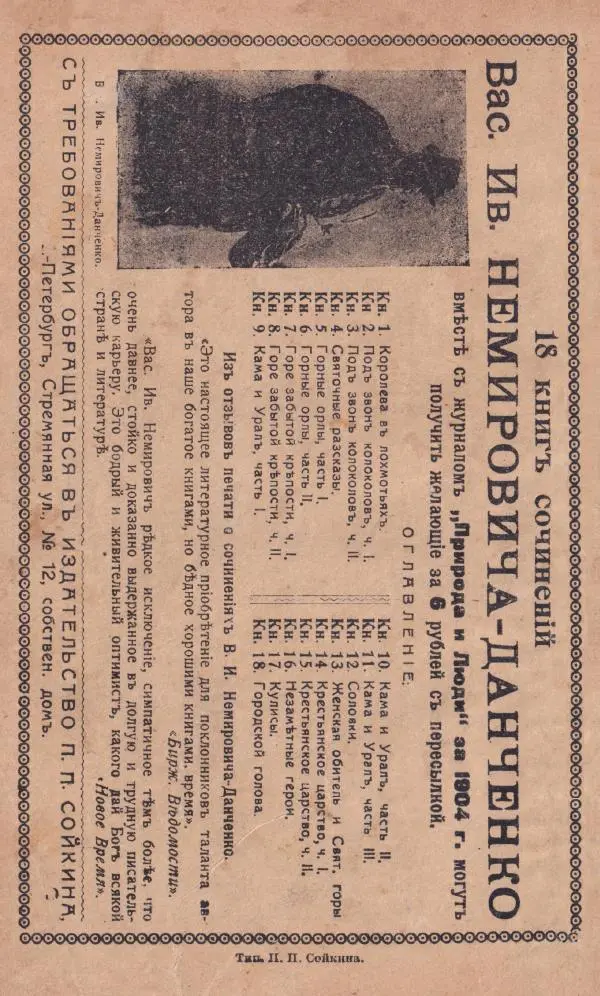 18 книгъ сочиненій
Вас. Ив. НЕМИРОВИЧА-ДАНЧЕНКО
вмѣстѣ съ журналомъ „Природа и Люди“ за 1904 г. могутъ
получить желающіе за 6 рублей съ пересылкой.
ОГЛАВЛЕНІЕ:
Кн. 1. Королева въ лохмотьяхъ.
Кн. 2. Подъ звонъ колоколовъ, ч. I.
Кн. 3. Подъ звонъ колоколовъ, ч. II.
Кн. 4. Святочные разсказы.
Кн. 5. Горные орлы, часть I.
Кн. 6. Горные орлы, часть II.
Кн. 7. Горе забытой крѣпости, ч. I.
Кн. 8. Горе забытой крѣпости, ч. II.
Кн. 9. Кама и Уралъ, часть I.
Кн. 10. Кама и Уралъ, часть II.
Кн. 11. Кама и Уралъ, часть III.
Кн. 12. Соловки.
Кн. 13. Женская обитель и Свят. горы
Кн. 14. Крестьянское царство, ч. I.
Кн. 15. Крестьянское царство, ч. II.
Кн. 16. Незамѣтные герои.
Кн. 17. Кулисы.
Кн. 18. Городской голова.
Б . Ив. Немировичъ-Данченко.
Изъ отзывовъ печати о сочиненіяхъ В. И. Немировича-Данченко.
«Это настоящее литературное пріобрѣтеніе для поклонниковъ таланта ав-
тора въ наше богатое книгами, но бѣдное хорошими книгами, время».
«Бирж. Вѣдомости».
«Вас. Ив. Немировичъ рѣдкое исключеніе, симпатичное тѣмъ болѣе, что
очень давнее, стойко и доказанно выдержанное въ долгую и трудную писатель-
скую карьеру. Это бодрый и живительный оптимистъ, какого дай Богъ всякой
странѣ и литературѣ.
«Новое Время».
СЪ ТРЕБОВАНІЯМИ ОБРАЩАТЬСЯ ВЪ ИЗДАТЕЛЬСТВО П. П. СОЙКИНА,
.-Петербургъ, Стремянная ул., № 12, собствен. домъ.
Тип. П. П. Сойкина.